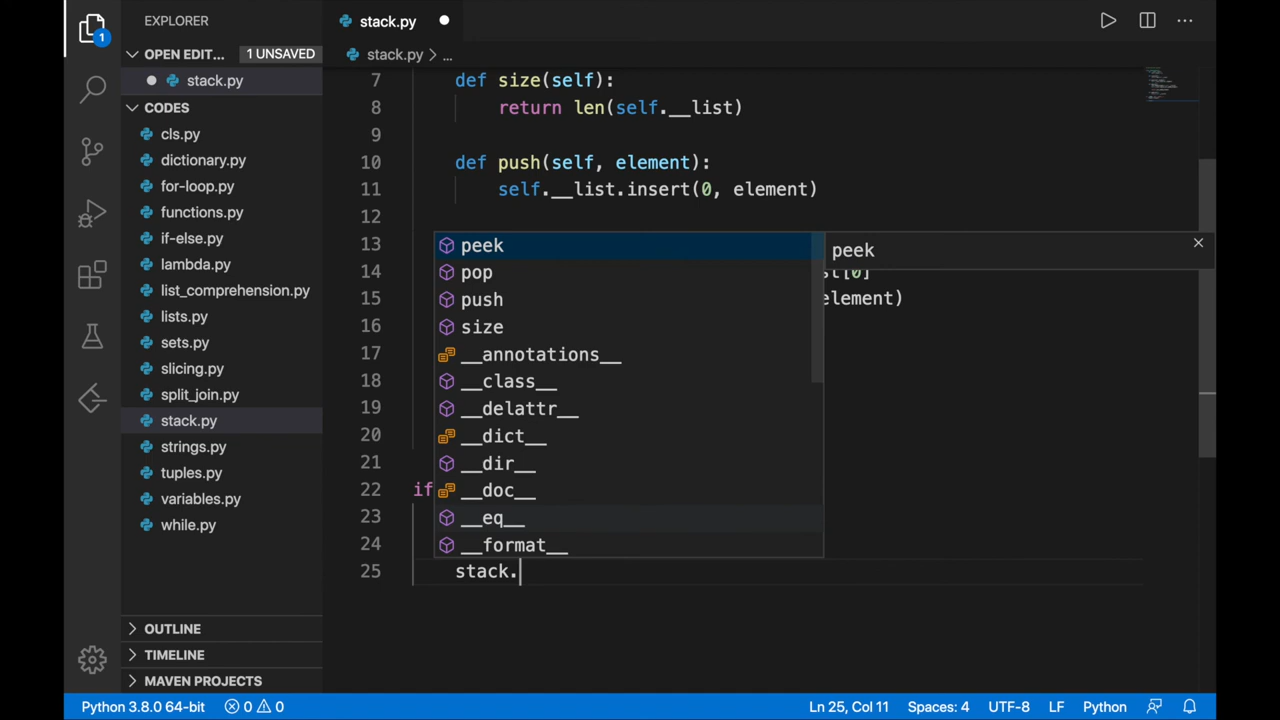 EXPLORER
stack.py
1
OPEN EDIT...
1 UNSAVED
stack.py
CODES
cls.py
dictionary.py
for-loop.py
functions.py
if-else.py
lambda.py
list_comprehension.py
lists.py
sets.py
slicing.py
split_join.py
stack.py
strings.py
tuples.py
variables.py
while.py
OUTLINE
TIMELINE
MAVEN PROJECTS
stack.py > ...
7 def size(self):
8 return len(self.__list)
9
10 def push(self, element):
11 self.__list.insert(0, element)
12
13
14 [0]
15 element)
16
17
18
19
20
21
22 if
23
24
25 stack.
peek
pop
push
size
__annotations__
__class__
__delattr__
__dict__
__dir__
__doc__
__eq__
__format__
peek
Python 3.8.0 64-bit
0 0
Ln 25, Col 11
Spaces: 4
UTF-8
LF
Python